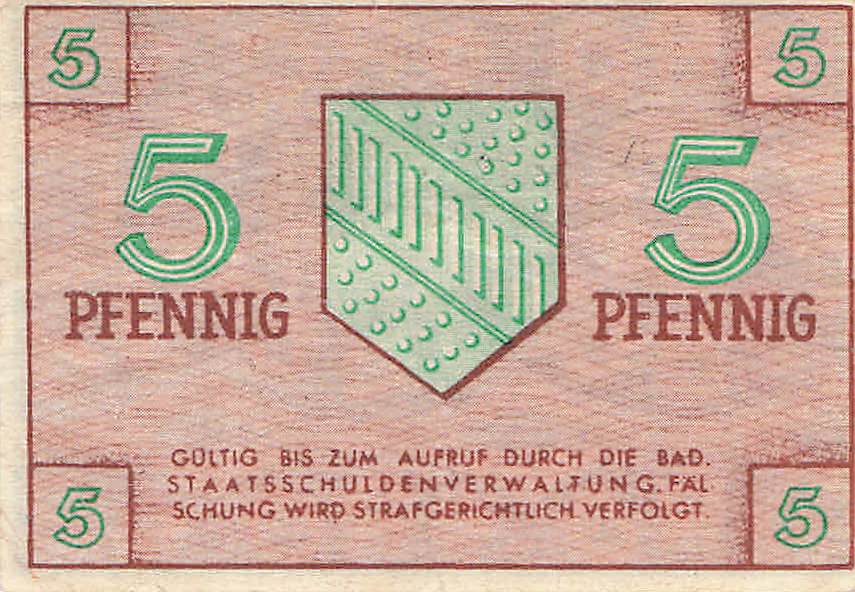 5 5
5 5
PFENNIG PFENNIG
GÜLTIG BIS ZUM AUFRUF DURCH DIE BAD.
STAATSSCHULDENVERWALTUNG. FÄL
SCHUNG WIRD STRAFGERICHTLICH VERFOLGT.
5 5